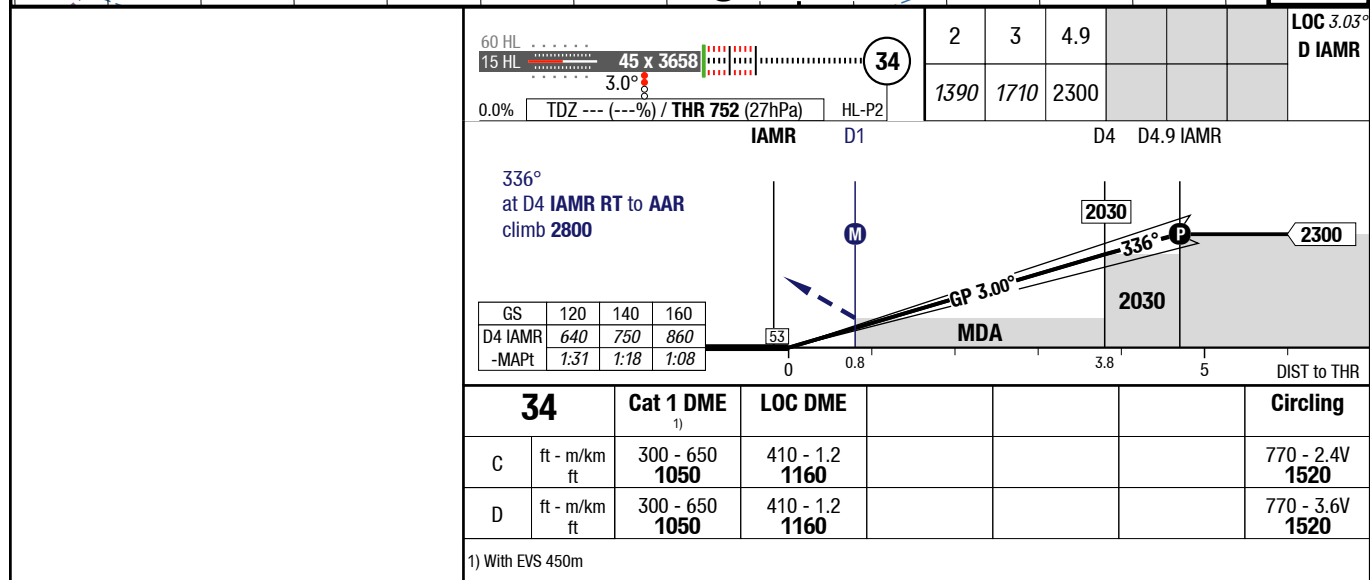 60 HL
15 HL 45 x 3658 34
3.0°
0.0% TDZ --- (---%) / THR 752 (27hPa) HL-P2
2 3 4.9 LOC 3.03°
D IAMR
1390 1710 2300
IAMR D1 D4 D4.9 IAMR
336°
at D4 IAMR RT to AAR
climb 2800
2030
M
336° P 2300
GP 3.00°
2030
MDA
53
GS 120 140 160
D4 IAMR 640 750 860
-MAPt 1:31 1:18 1:08
0 0.8 3.8 5 DIST to THR
34 Cat 1 DME LOC DME Circling
1)
C ft - m/km 300 - 650 410 - 1.2 770 - 2.4V
ft 1050 1160 1520
D ft - m/km 300 - 650 410 - 1.2 770 - 3.6V
ft 1050 1160 1520
1) With EVS 450m